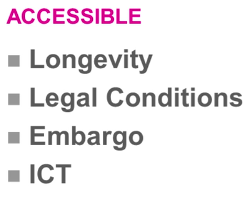 ACCESSIBLE
Longevity
Legal Conditions
Embargo
ICT